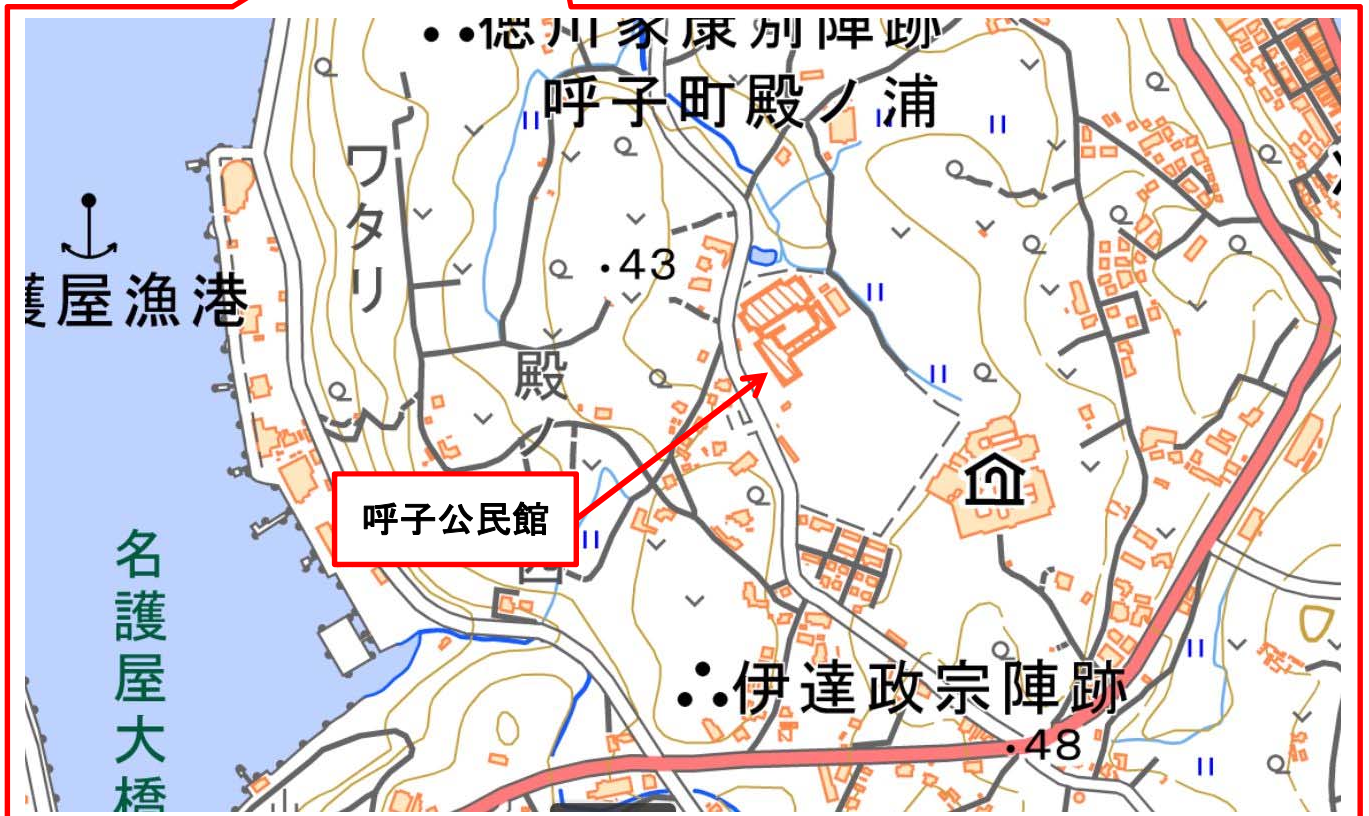 徳川家康別陣跡
呼子町殿ノ浦
ワタリ
・43
護屋漁港
殿ノ
西
呼子公民館
名護屋大橋
伊達政宗陣跡
・48